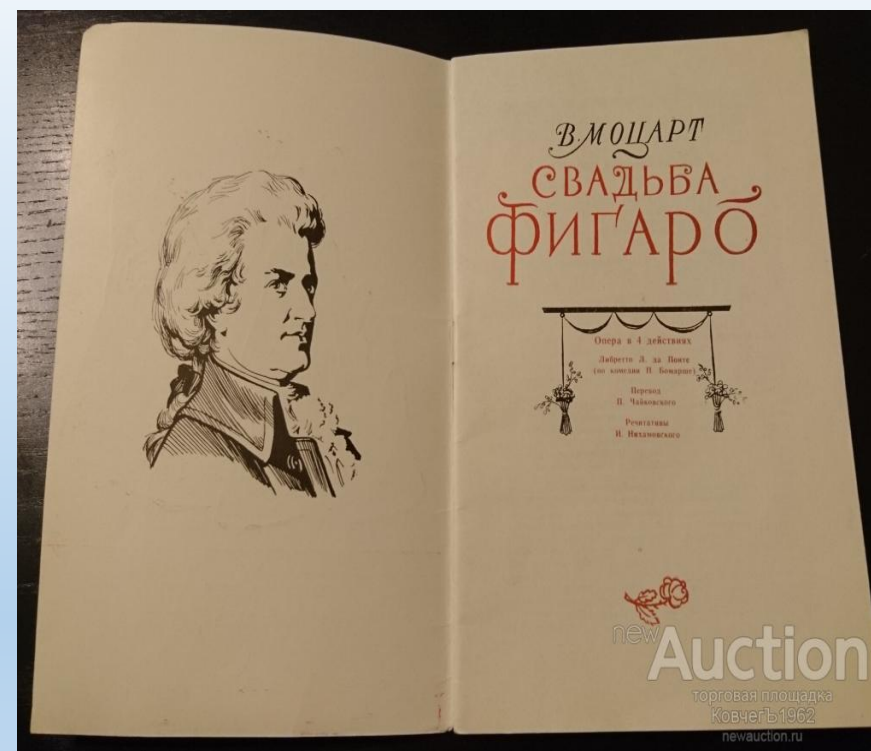 В. МОЦАРТ
СВАДЬБА
ФИГАРО
Опера в 4 действиях
Либретто Л. да Понте
(по комедии П. Бомарше)
Перевод
П. Чайковского
Речитативы
Н. Нихамовского
new
Auction
торговая площадка
КовчегЪ1962
newauction.ru